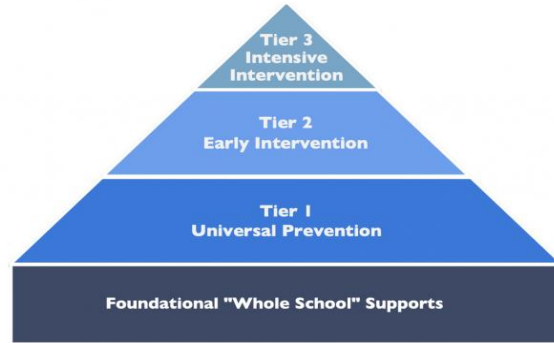 Tier 3
Intensive
Intervention
Tier 2
Early Intervention
Tier 1
Universal Prevention
Foundational "Whole School" Supports